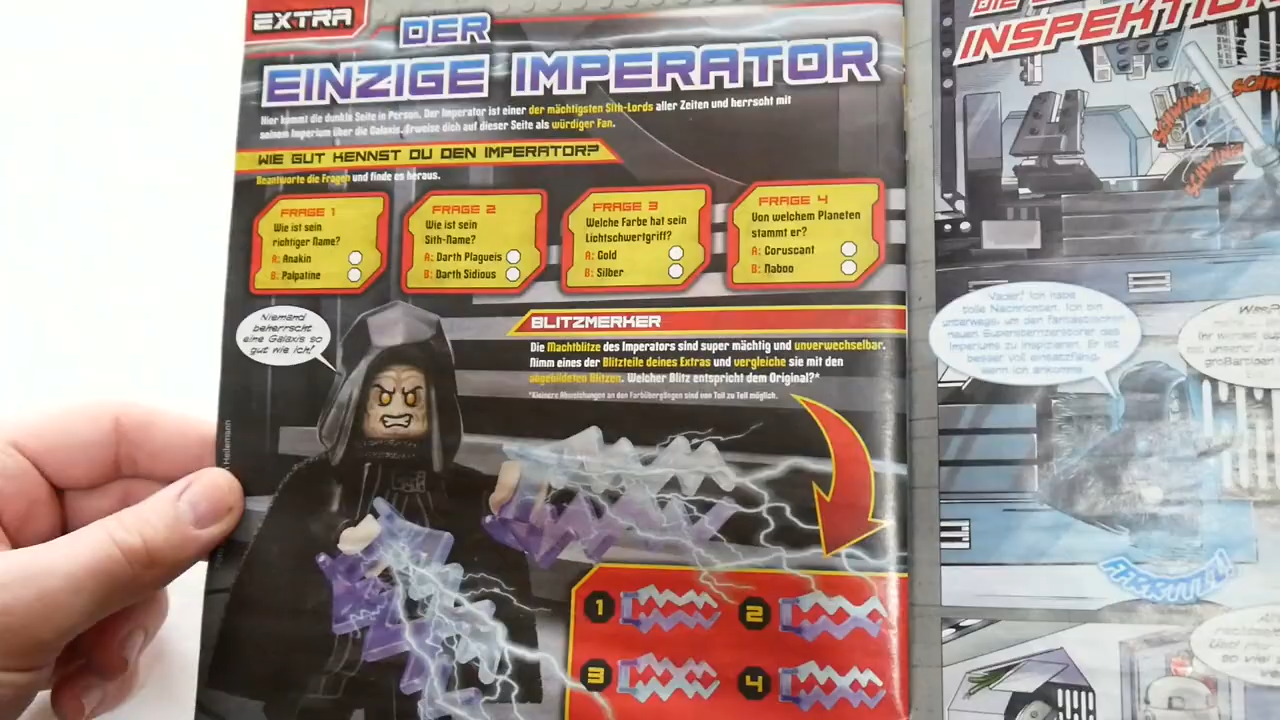 EXTRA
DER
EINZIGE IMPERATOR
Hier kommt die dunkle Seite in Person. Der Imperator ist einer der mächtigsten Sith-Lords aller Zeiten und herrscht mit
seinem Imperium über die Galaxis. Erweise dich auf dieser Seite als würdiger Fan.
WIE GUT KENNST DU DEN IMPERATOR?
Beantworte die Fragen und finde es heraus.
FRAGE 1
Wie ist sein
richtiger Name?
A: Anakin
B: Palpatine
FRAGE 2
Wie ist sein
Sith-Name?
A: Darth Plagueis
B: Darth Sidious
FRAGE 3
Welche Farbe hat sein
Lichtschwertgriff?
A: Gold
B: Silber
FRAGE 4
Von welchem Planeten
stammt er?
A: Coruscant
B: Naboo
Niemand
beherrscht
eine Galaxis so
gut wie ich!
BLITZMERKER
Die Machtblitze des Imperators sind super mächtig und unverwechselbar.
Nimm eines der Blitzteile deines Extras und vergleiche sie mit den
abgebildeten Blitzen. Welcher Blitz entspricht dem Original?*
*Kleinere Abweichungen an den Farbübergängen sind von Teil zu Teil möglich.
1
2
3
4
Heilemann
DIE
INSPEKTION
SCHWING
SCHWING
Vader! Ich habe
tolle Nachrichten. Ich bin
unterwegs, um den fantastischen
neuen Supersternzerstörer des
Imperiums zu inspizieren. Er ist
besser voll einsatzfähig,
wenn ich ankomme.
so viel